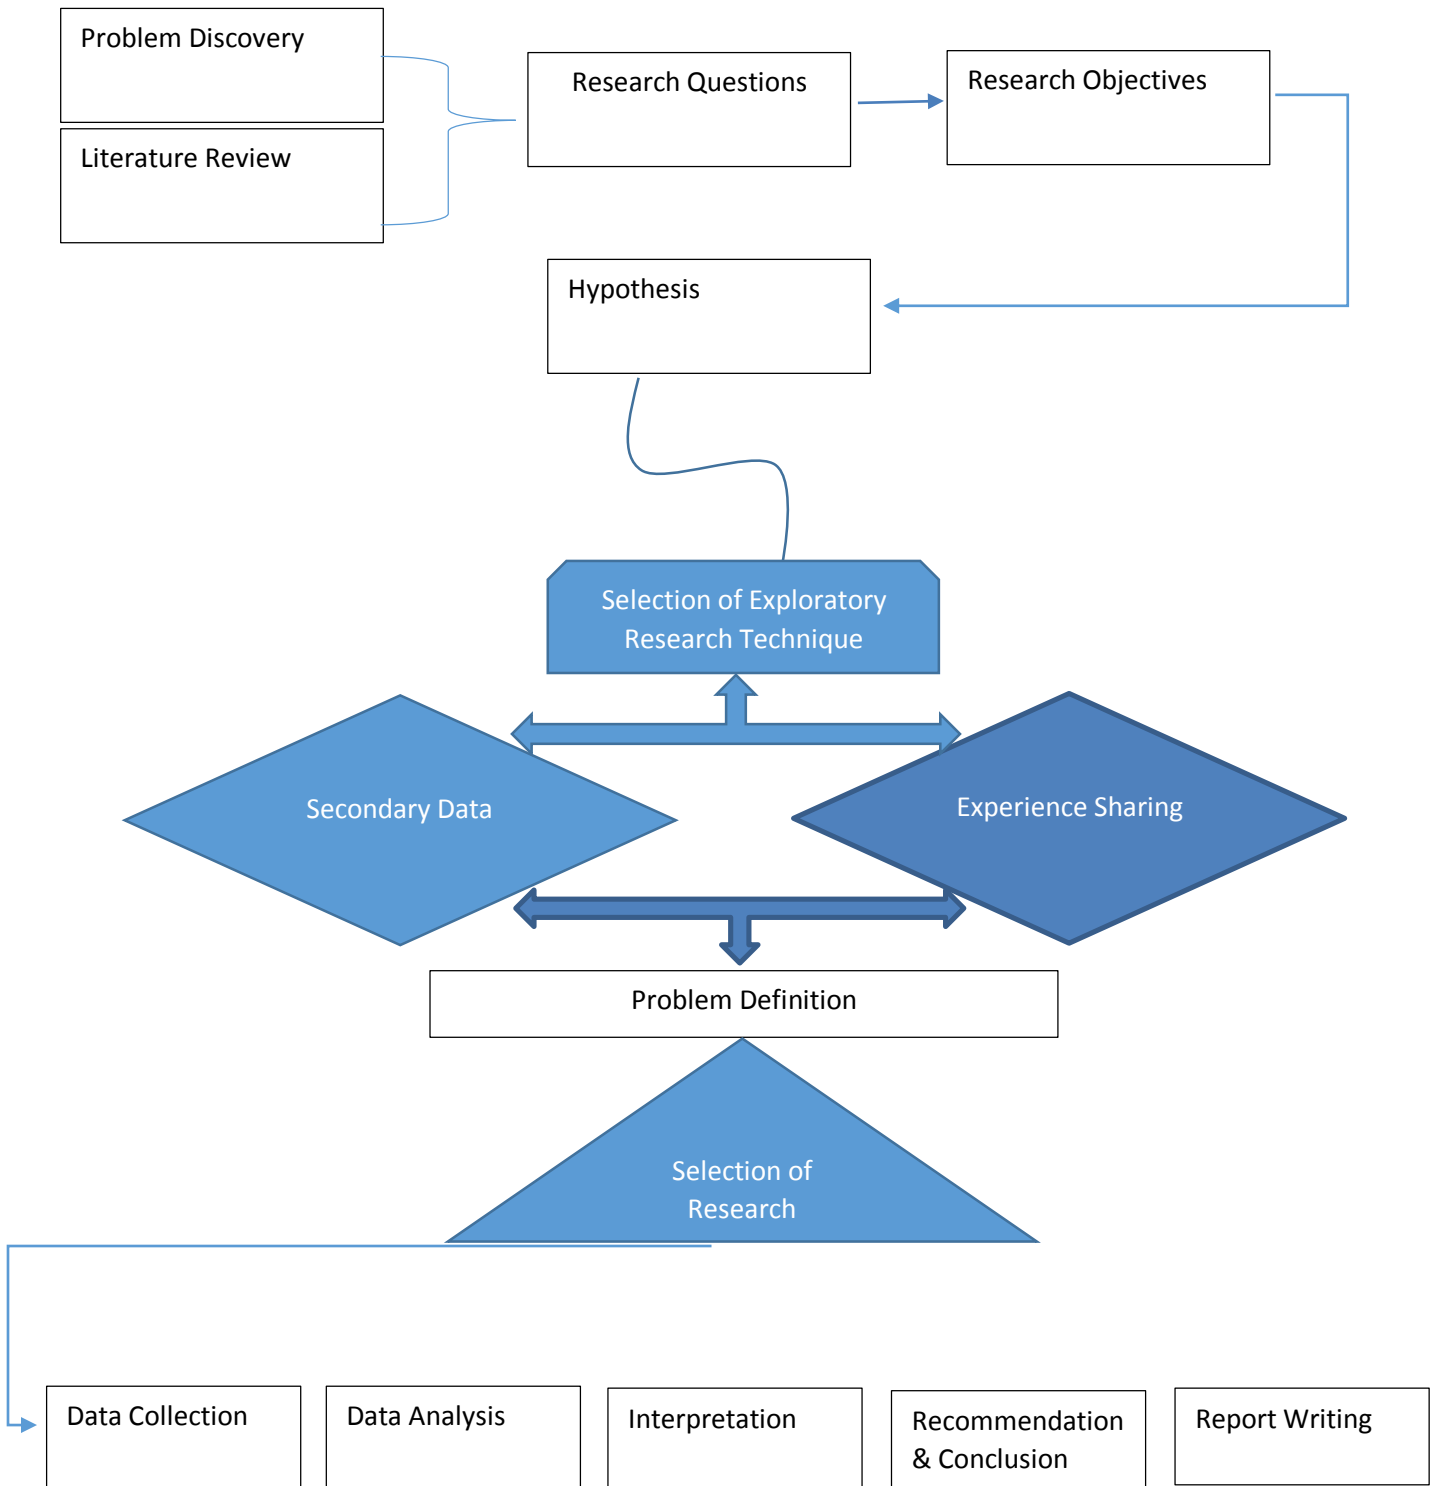 Problem Discovery
Literature Review
Research Questions
Research Objectives
Hypothesis
Selection of Exploratory
Research Technique
Secondary Data
Experience Sharing
Problem Definition
Selection of
Research
Data Collection
Data Analysis
Interpretation
Recommendation
& Conclusion
Report Writing